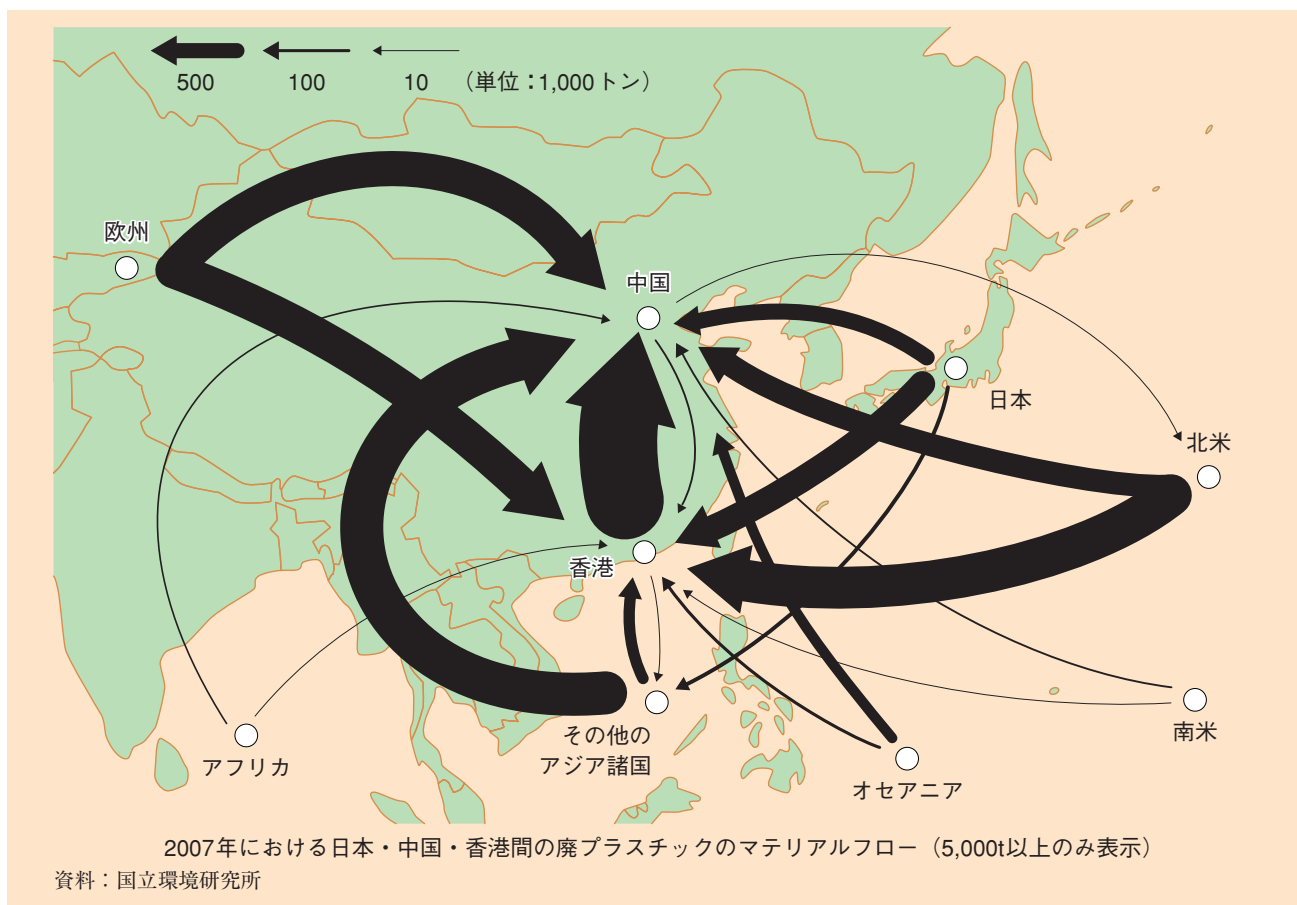 500 100 10 （単位：1,000トン）
欧州
中国
日本
北米
香港
その他の
アジア諸国
アフリカ
南米
オセアニア
2007年における日本・中国・香港間の廃プラスチックのマテリアルフロー（5,000t以上のみ表示）
資料：国立環境研究所